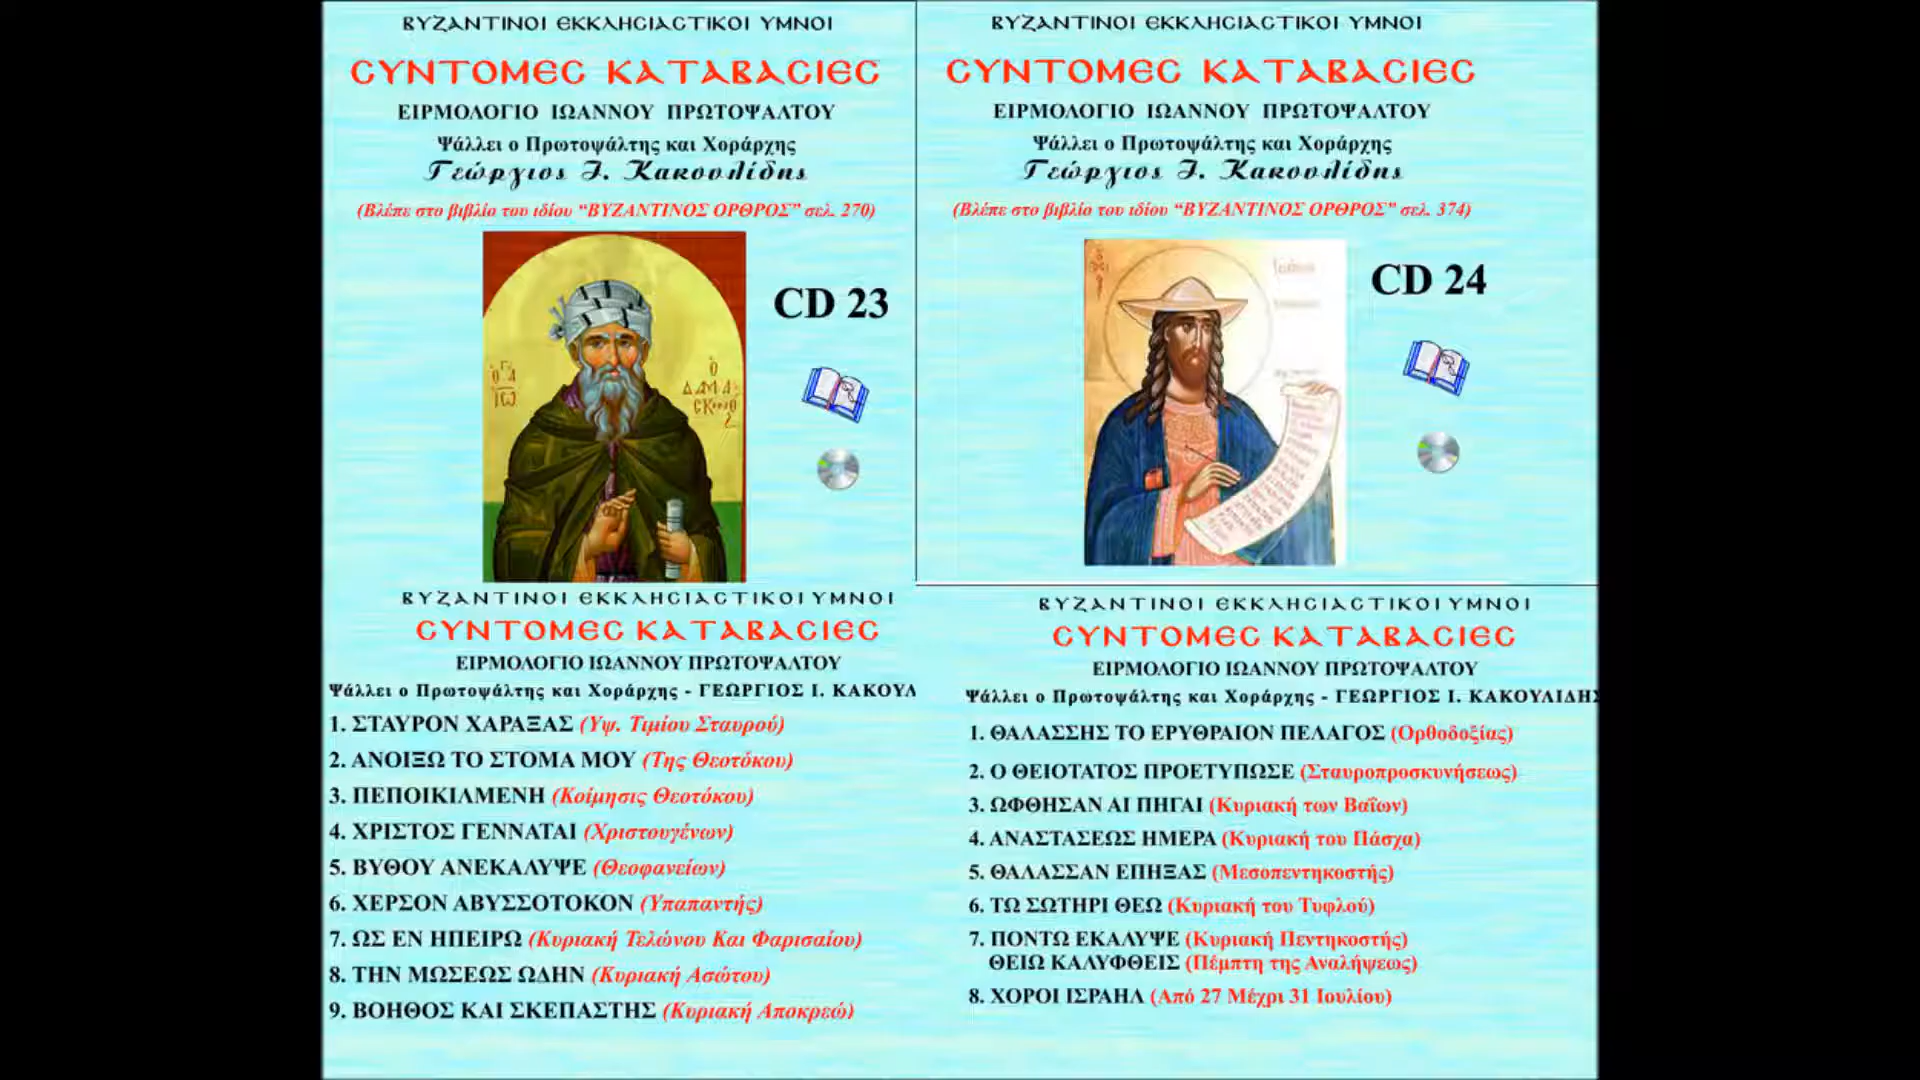 ΒΥΖΑΝΤΙΝΟΙ ΕΚΚΛΗΣΙΑΣΤΙΚΟΙ ΥΜΝΟΙ
ΣΥΝΤΟΜΕΣ ΚΑΤΑΒΑΣΙΕΣ
ΕΙΡΜΟΛΟΓΙΟ ΙΩΑΝΝΟΥ ΠΡΩΤΟΨΑΛΤΟΥ
Ψάλλει ο Πρωτοψάλτης και Χοράρχης
Γεώργιος Ι. Κακουλίδης
(Βλέπε στο βιβλίο του ιδίου “ΒΥΖΑΝΤΙΝΟΣ ΟΡΘΡΟΣ” σελ. 270)
CD 23
Ο ΔΑΜΑ
ΒΥΖΑΝΤΙΝΟΙ ΕΚΚΛΗΣΙΑΣΤΙΚΟΙ ΥΜΝΟΙ
ΣΥΝΤΟΜΕΣ ΚΑΤΑΒΑΣΙΕΣ
ΕΙΡΜΟΛΟΓΙΟ ΙΩΑΝΝΟΥ ΠΡΩΤΟΨΑΛΤΟΥ
Ψάλλει ο Πρωτοψάλτης και Χοράρχης - ΓΕΩΡΓΙΟΣ Ι. ΚΑΚΟΥΛ
1. ΣΤΑΥΡΟΝ ΧΑΡΑΞΑΣ (Υψ. Τιμίου Σταυρού)
2. ΑΝΟΙΞΩ ΤΟ ΣΤΟΜΑ ΜΟΥ (Της Θεοτόκου)
3. ΠΕΠΟΙΚΙΛΜΕΝΗ (Κοίμησις Θεοτόκου)
4. ΧΡΙΣΤΟΣ ΓΕΝΝΑΤΑΙ (Χριστουγένων)
5. ΒΥΘΟΥ ΑΝΕΚΑΛΥΨΕ (Θεοφανείων)
6. ΧΕΡΣΟΝ ΑΒΥΣΣΟΤΟΚΟΝ (Υπαπαντής)
7. ΩΣ ΕΝ ΗΠΕΙΡΩ (Κυριακή Τελώνου Και Φαρισαίου)
8. ΤΗΝ ΜΩΣΕΩΣ ΩΔΗΝ (Κυριακή Ασώτου)
9. ΒΟΗΘΟΣ ΚΑΙ ΣΚΕΠΑΣΤΗΣ (Κυριακή Αποκρεώ)
ΒΥΖΑΝΤΙΝΟΙ ΕΚΚΛΗΣΙΑΣΤΙΚΟΙ ΥΜΝΟΙ
ΣΥΝΤΟΜΕΣ ΚΑΤΑΒΑΣΙΕΣ
ΕΙΡΜΟΛΟΓΙΟ ΙΩΑΝΝΟΥ ΠΡΩΤΟΨΑΛΤΟΥ
Ψάλλει ο Πρωτοψάλτης και Χοράρχης
Γεώργιος Ι. Κακουλίδης
(Βλέπε στο βιβλίο του ιδίου “ΒΥΖΑΝΤΙΝΟΣ ΟΡΘΡΟΣ” σελ. 374)
CD 24
ΒΥΖΑΝΤΙΝΟΙ ΕΚΚΛΗΣΙΑΣΤΙΚΟΙ ΥΜΝΟΙ
ΣΥΝΤΟΜΕΣ ΚΑΤΑΒΑΣΙΕΣ
ΕΙΡΜΟΛΟΓΙΟ ΙΩΑΝΝΟΥ ΠΡΩΤΟΨΑΛΤΟΥ
Ψάλλει ο Πρωτοψάλτης και Χοράρχης - ΓΕΩΡΓΙΟΣ Ι. ΚΑΚΟΥΛΙΔΗΣ
1. ΘΑΛΑΣΣΗΣ ΤΟ ΕΡΥΘΡΑΙΟΝ ΠΕΛΑΓΟΣ (Ορθοδοξίας)
2. Ο ΘΕΙΟΤΑΤΟΣ ΠΡΟΕΤΥΠΩΣΕ (Σταυροπροσκυνήσεως)
3. ΩΦΘΗΣΑΝ ΑΙ ΠΗΓΑΙ (Κυριακή των Βαΐων)
4. ΑΝΑΣΤΑΣΕΩΣ ΗΜΕΡΑ (Κυριακή του Πάσχα)
5. ΘΑΛΑΣΣΑΝ ΕΠΗΞΑΣ (Μεσοπεντηκοστής)
6. ΤΩ ΣΩΤΗΡΙ ΘΕΩ (Κυριακή του Τυφλού)
7. ΠΟΝΤΩ ΕΚΑΛΥΨΕ (Κυριακή Πεντηκοστής)
ΘΕΙΩ ΚΑΛΥΦΘΕΙΣ (Πέμπτη της Αναλήψεως)
8. ΧΟΡΟΙ ΙΣΡΑΗΛ (Από 27 Μέχρι 31 Ιουλίου)